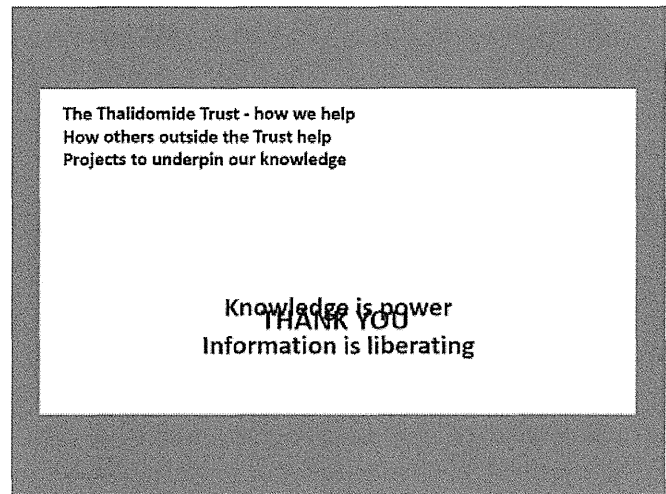 The Thalidomide Trust - how we help
How others outside the Trust help
Projects to underpin our knowledge
Knowledge is power
THANK YOU
Information is liberating